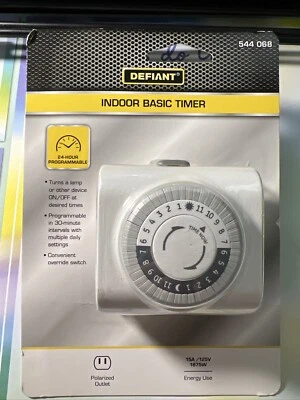 544 068
DEFIANT®
INDOOR BASIC TIMER
24-HOUR
PROGRAMMABLE
• Turns a lamp
or other device
ON/OFF at
desired times
• Programmable
in 30-minute
intervals with
multiple daily
settings
• Convenient
override switch
Polarized
Outlet
15A /125V
1875W
Energy Use